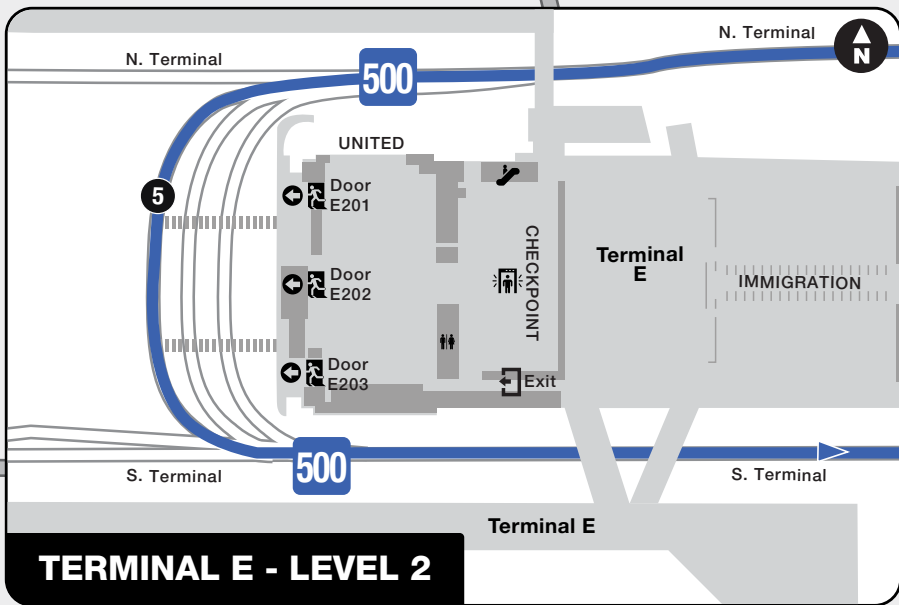 N. Terminal
N. Terminal
500
N
UNITED
5
Door
E201
CHECKPOINT
Terminal
E
Door
E202
IMMIGRATION
Door
E203
Exit
500
S. Terminal
S. Terminal
Terminal E
TERMINAL E - LEVEL 2